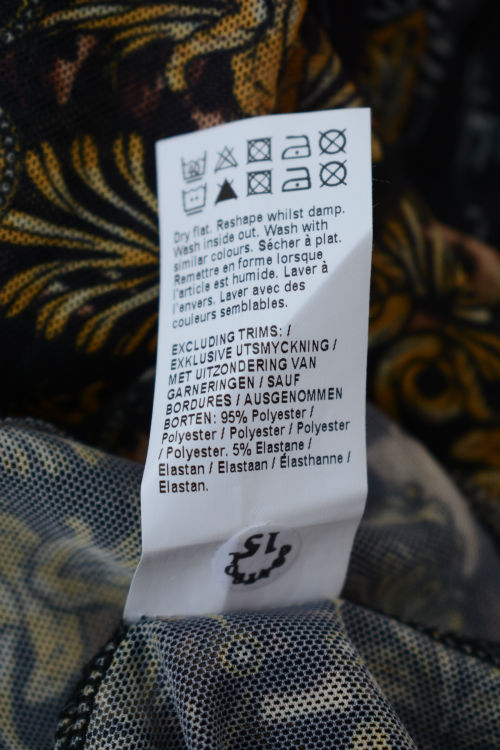 Dry flat. Reshape whilst damp.
Wash inside out. Wash with
similar colours. Sécher à plat.
Remettre en forme lorsque
l'article est humide. Laver à
l'envers. Laver avec des
couleurs semblables.
EXCLUDING TRIMS: /
EXKLUSIVE UTSMYCKNING /
MET UITZONDERING VAN
GARNERINGEN / SAUF
BORDURES / AUSGENOMMEN
BORTEN: 95% Polyester /
Polyester / Polyester / Polyester
/ Polyester. 5% Elastane /
Elastan / Elastaan / Élasthanne /
Elastan.
15